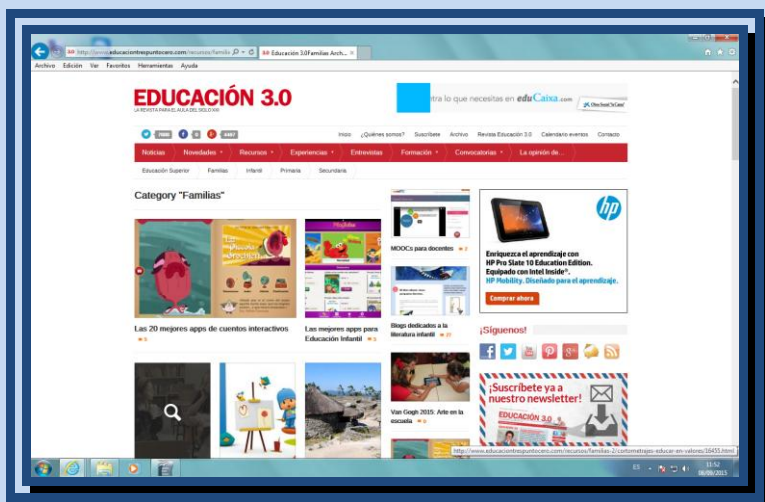 http://www.educaciontrespuntocero.com/recursos/familia
Educación 3.0Familias Arch...
Archivo Edición Ver Favoritos Herramientas Ayuda
EDUCACIÓN 3.0
LA REVISTA PARA EL AULA DEL SIGLO XXI
tra lo que necesitas en eduCaixa.com
Inicio ¿Quiénes somos? Suscríbete Archivo Revista Educación 3.0 Calendario eventos Contacto
Noticias Novedades Recursos Experiencias Entrevistas Formación Convocatorias La opinión de...
Educación Superior Familias Infantil Primaria Secundaria
Category "Familias"
hp
MOOCs para docentes
Enriquezca el aprendizaje con
HP Pro Slate 10 Education Edition.
Equipado con Intel Inside®.
HP Mobility. Diseñado para el aprendizaje.
Comprar ahora
Las 20 mejores apps de cuentos interactivos
Las mejores apps para
Educación Infantil
Blogs dedicados a la
literatura infantil
¡Síguenos!
Van Gogh 2015: Arte en la
escuela
¡Suscríbete ya a
nuestro newsletter!
EDUCACIÓN 3.0
http://www.educaciontrespuntocero.com/recursos/familias-2/cortometrajes-educar-en-valores/16455.html
ES
11:52
08/09/2015